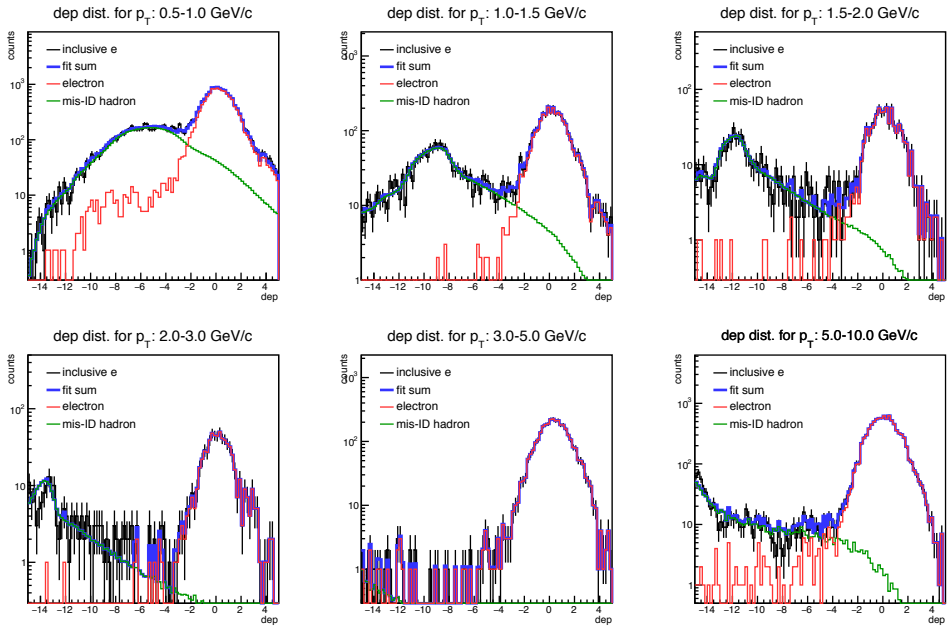 dep dist. for p_T: 0.5-1.0 GeV/c
counts
10³
10²
10
1
inclusive e
fit sum
electron
mis-ID hadron
−14 −12 −10 −8 −6 −4 −2 0 2 4
dep
dep dist. for p_T: 1.0-1.5 GeV/c
counts
10³
10²
10
1
inclusive e
fit sum
electron
mis-ID hadron
−14 −12 −10 −8 −6 −4 −2 0 2 4
dep
dep dist. for p_T: 1.5-2.0 GeV/c
counts
10²
10
1
inclusive e
fit sum
electron
mis-ID hadron
−14 −12 −10 −8 −6 −4 −2 0 2 4
dep
dep dist. for p_T: 2.0-3.0 GeV/c
counts
10²
10
1
inclusive e
fit sum
electron
mis-ID hadron
−14 −12 −10 −8 −6 −4 −2 0 2 4
dep
dep dist. for p_T: 3.0-5.0 GeV/c
counts
10³
10²
10
1
inclusive e
fit sum
electron
mis-ID hadron
−14 −12 −10 −8 −6 −4 −2 0 2 4
dep
dep dist. for p_T: 5.0-10.0 GeV/c
counts
10³
10²
10
1
inclusive e
fit sum
electron
mis-ID hadron
−14 −12 −10 −8 −6 −4 −2 0 2 4
dep